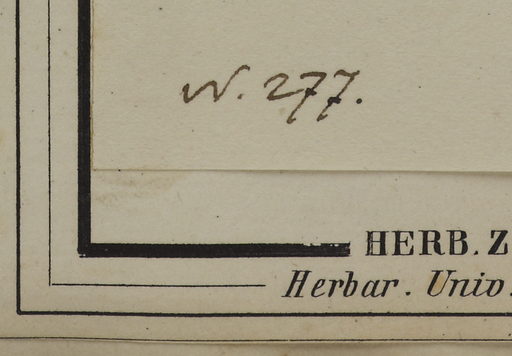 N. 277.
HERB. Z
Herbar. Univ.